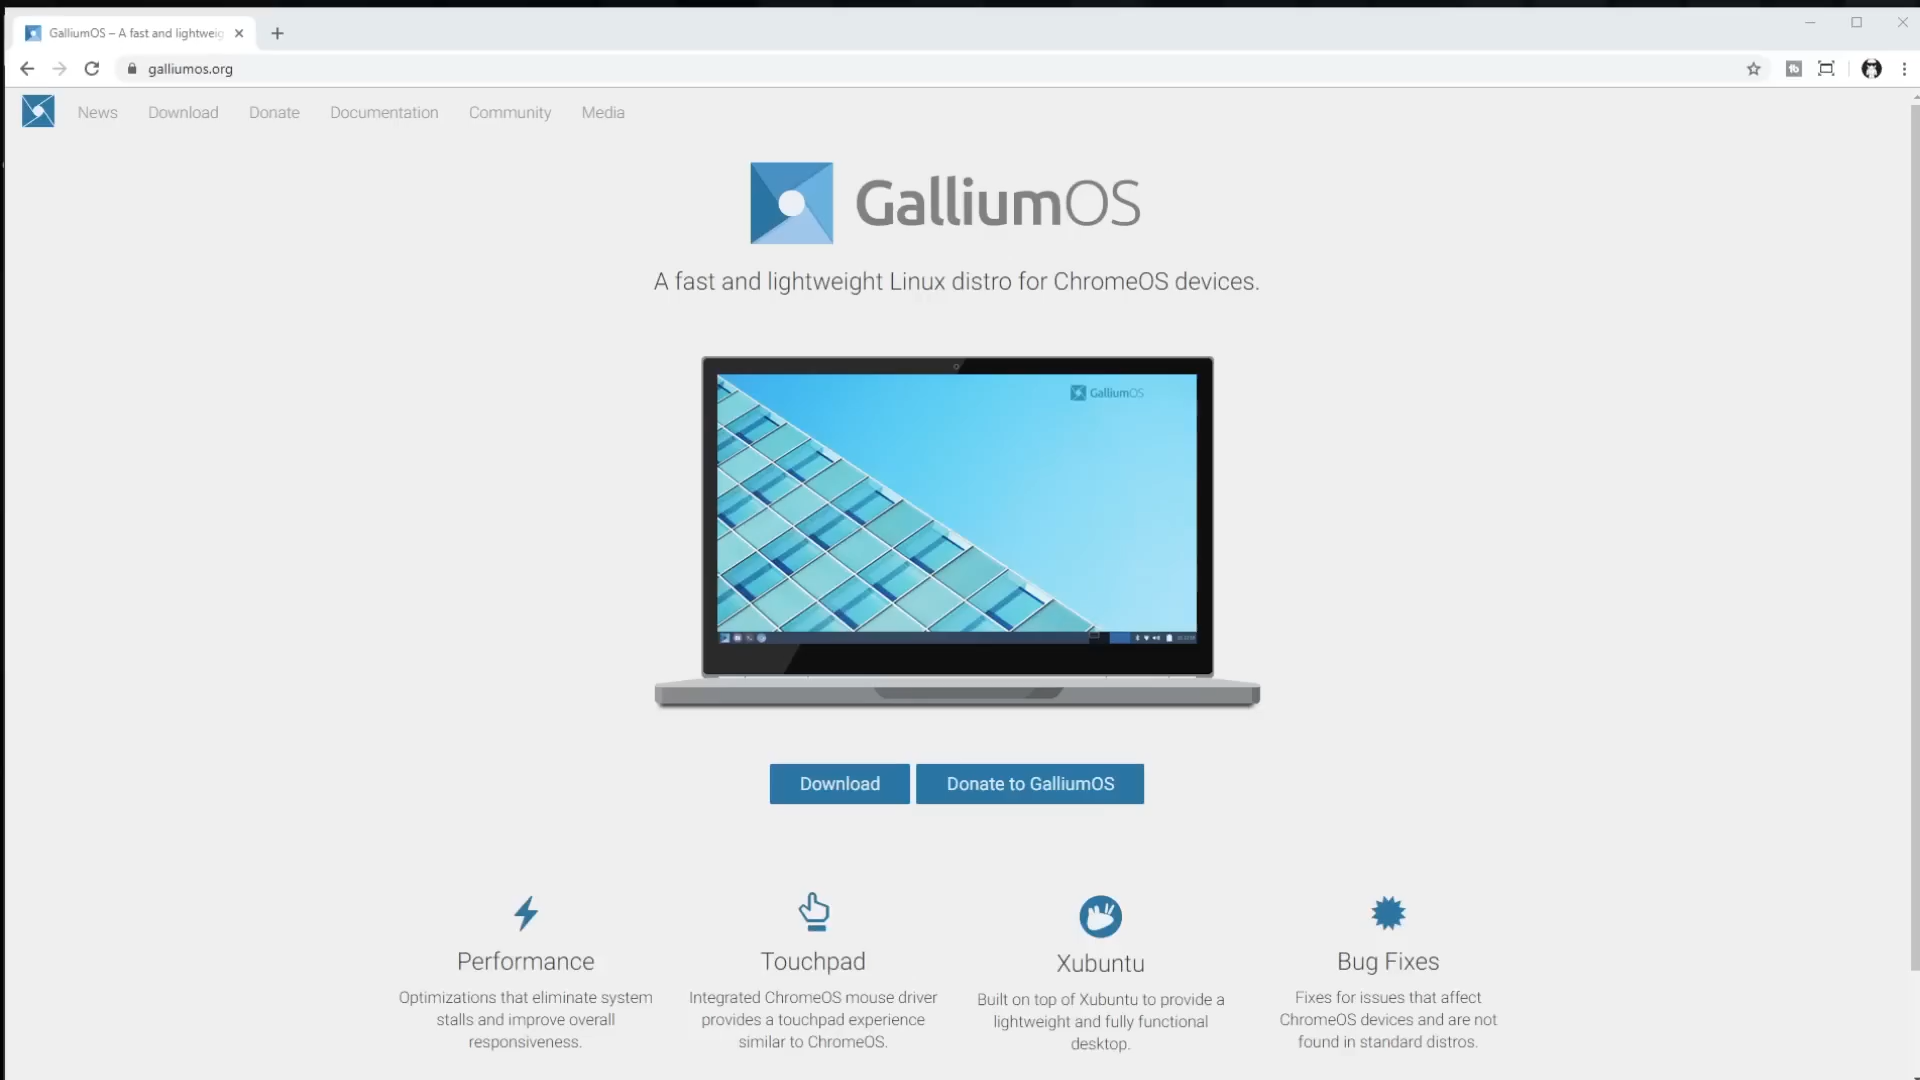 GalliumOS – A fast and lightweig
galliumos.org
News Download Donate Documentation Community Media
GalliumOS
A fast and lightweight Linux distro for ChromeOS devices.
GalliumOS
Download Donate to GalliumOS
Performance
Optimizations that eliminate system
stalls and improve overall
responsiveness.
Touchpad
Integrated ChromeOS mouse driver
provides a touchpad experience
similar to ChromeOS.
Xubuntu
Built on top of Xubuntu to provide a
lightweight and fully functional
desktop.
Bug Fixes
Fixes for issues that affect
ChromeOS devices and are not
found in standard distros.